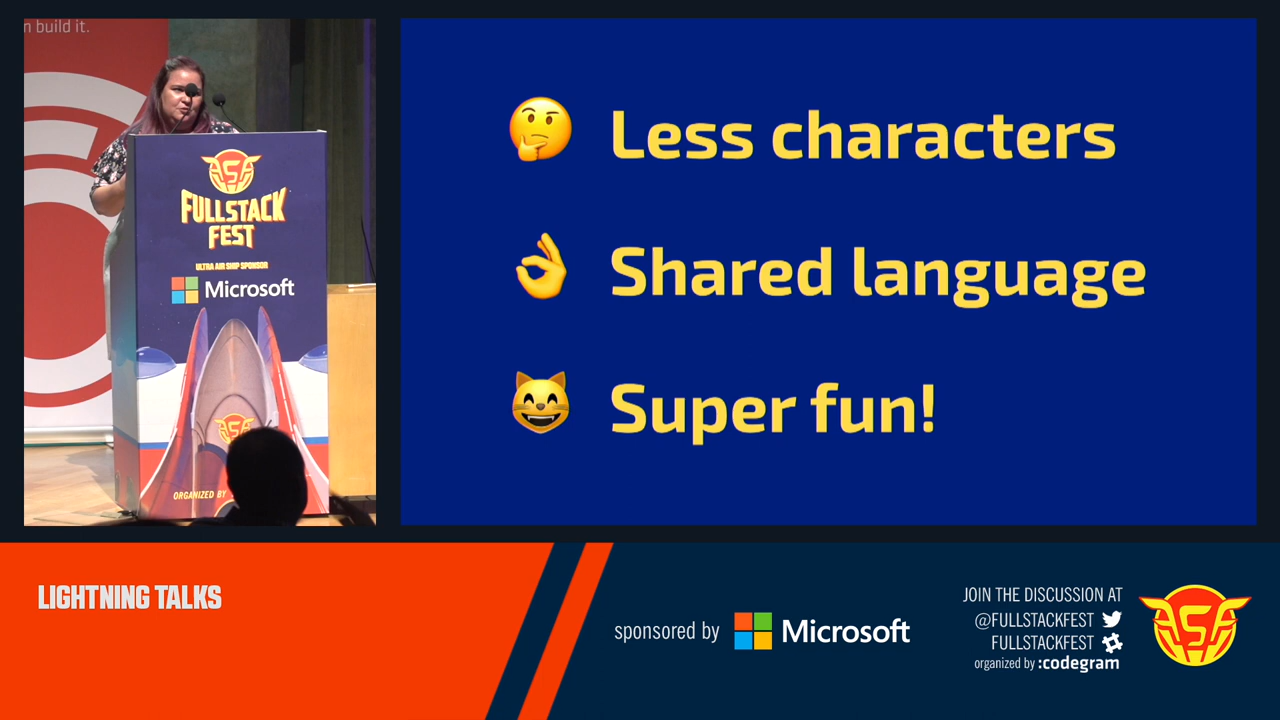 n build it.
FULLSTACK
FEST
ULTRA AIR SHIP SPONSOR
Microsoft
ORGANIZED BY
Less characters
Shared language
Super fun!
LIGHTNING TALKS
sponsored by Microsoft
JOIN THE DISCUSSION AT
@FULLSTACKFEST
FULLSTACKFEST
organized by :codegram